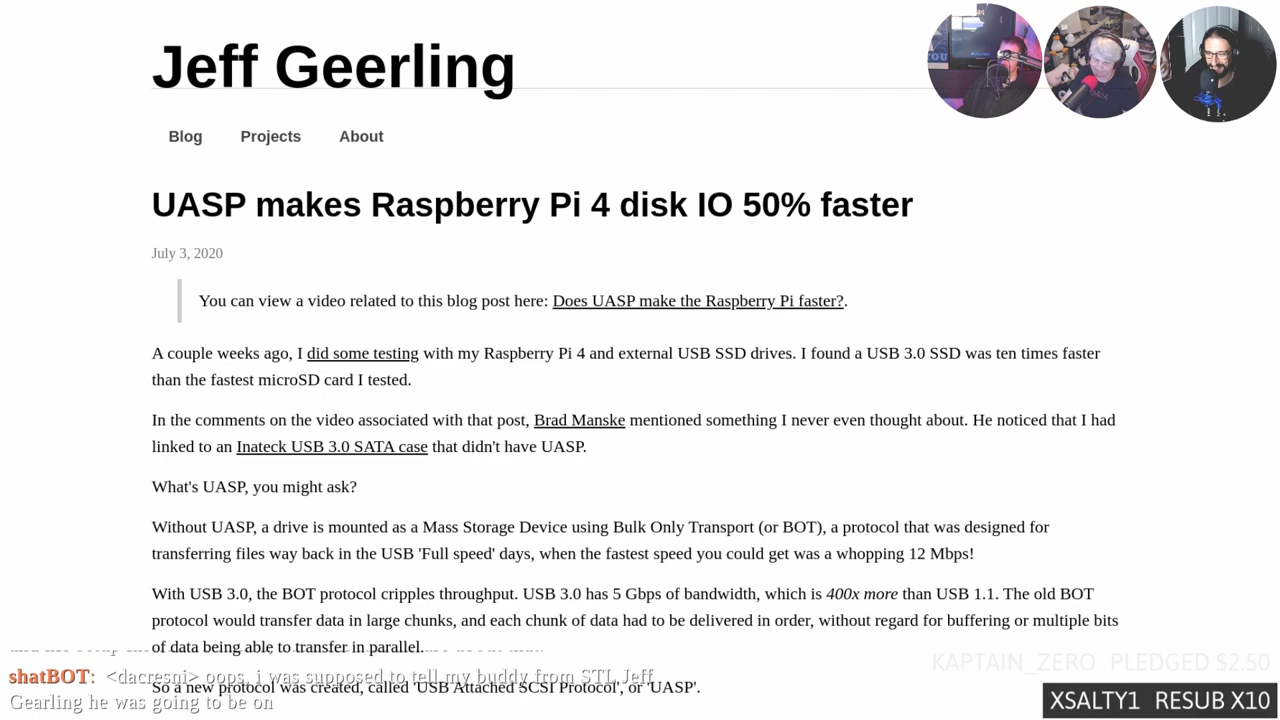 Jeff Geerling
Blog Projects About
UASP makes Raspberry Pi 4 disk IO 50% faster
July 3, 2020
You can view a video related to this blog post here: Does UASP make the Raspberry Pi faster?.
A couple weeks ago, I did some testing with my Raspberry Pi 4 and external USB SSD drives. I found a USB 3.0 SSD was ten times faster
than the fastest microSD card I tested.
In the comments on the video associated with that post, Brad Manske mentioned something I never even thought about. He noticed that I had
linked to an Inateck USB 3.0 SATA case that didn't have UASP.
What's UASP, you might ask?
Without UASP, a drive is mounted as a Mass Storage Device using Bulk Only Transport (or BOT), a protocol that was designed for
transferring files way back in the USB 'Full speed' days, when the fastest speed you could get was a whopping 12 Mbps!
With USB 3.0, the BOT protocol cripples throughput. USB 3.0 has 5 Gbps of bandwidth, which is 400x more than USB 1.1. The old BOT
protocol would transfer data in large chunks, and each chunk of data had to be delivered in order, without regard for buffering or multiple bits
of data being able to transfer in parallel.
So a new protocol was created, called 'USB Attached SCSI Protocol', or 'UASP'.
shatBOT: <dacresni> oops, i was supposed to tell my buddy from STL Jeff
Gearling he was going to be on
KAPTAIN_ZERO PLEDGED $2.50
XSALTY1 RESUB X10